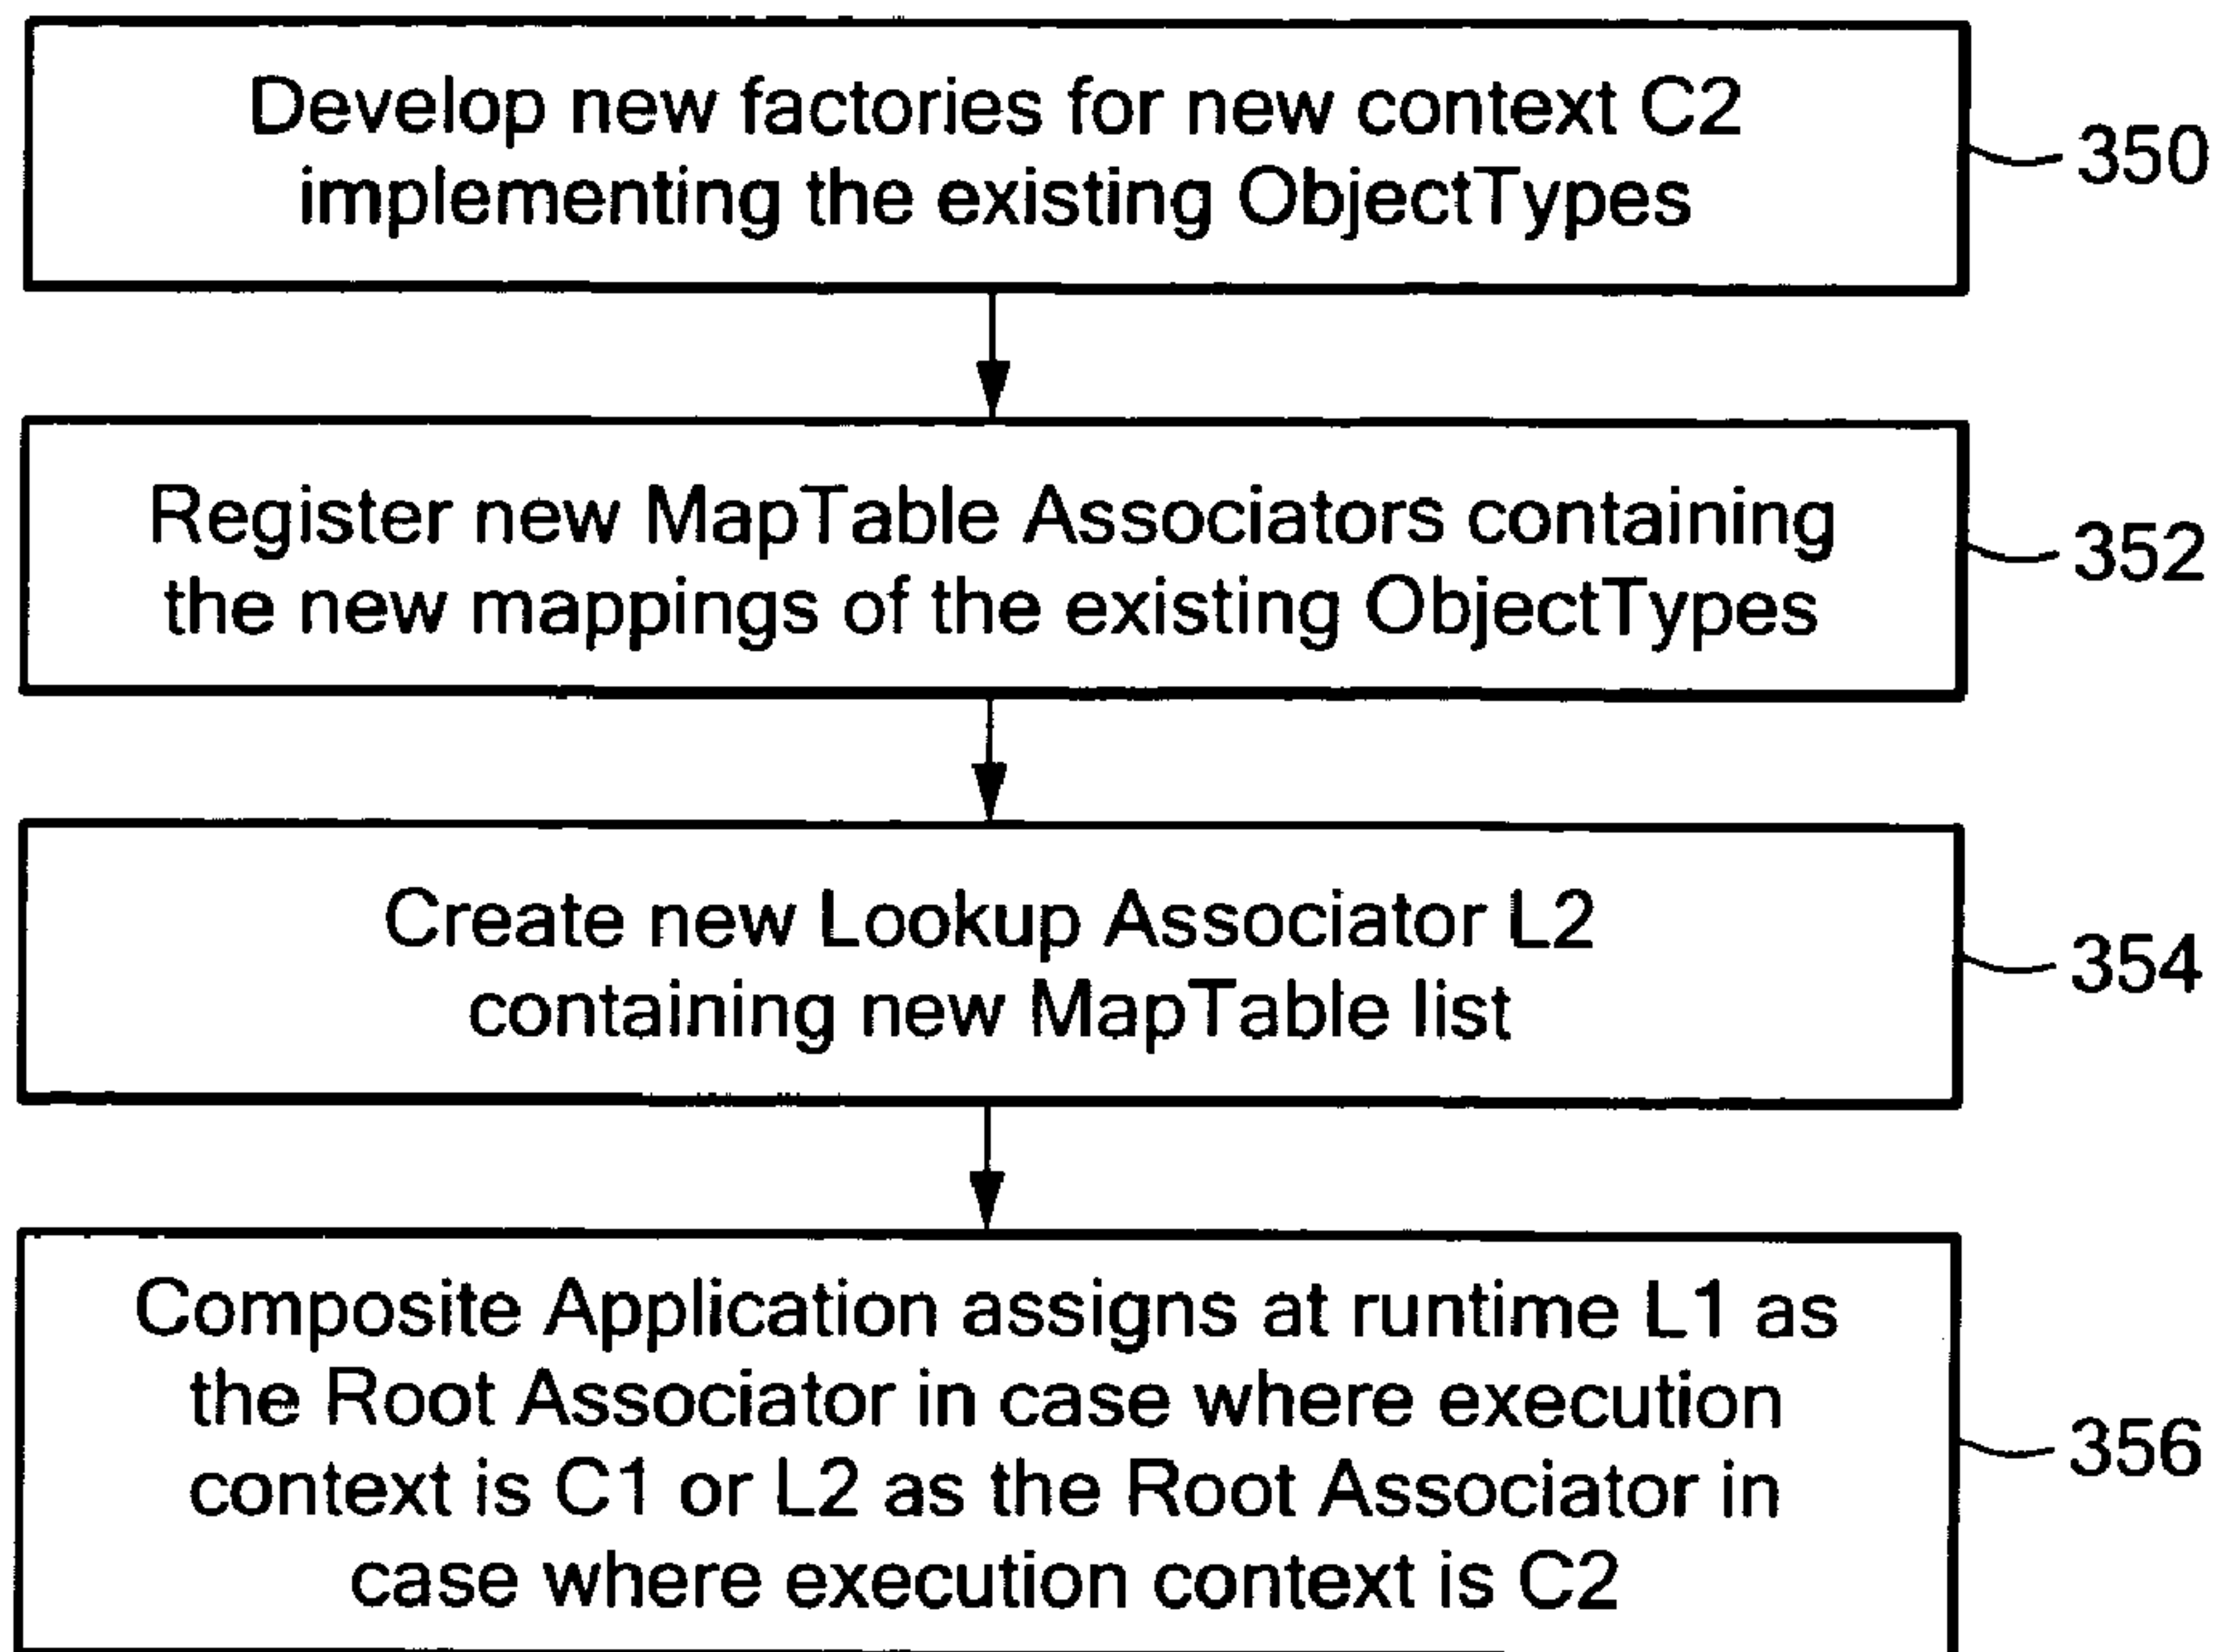 Develop new factories for new context C2
implementing the existing ObjectTypes
350
Register new MapTable Associators containing
the new mappings of the existing ObjectTypes
352
Create new Lookup Associator L2
containing new MapTable list
354
Composite Application assigns at runtime L1 as
the Root Associator in case where execution
context is C1 or L2 as the Root Associator in
case where execution context is C2
356